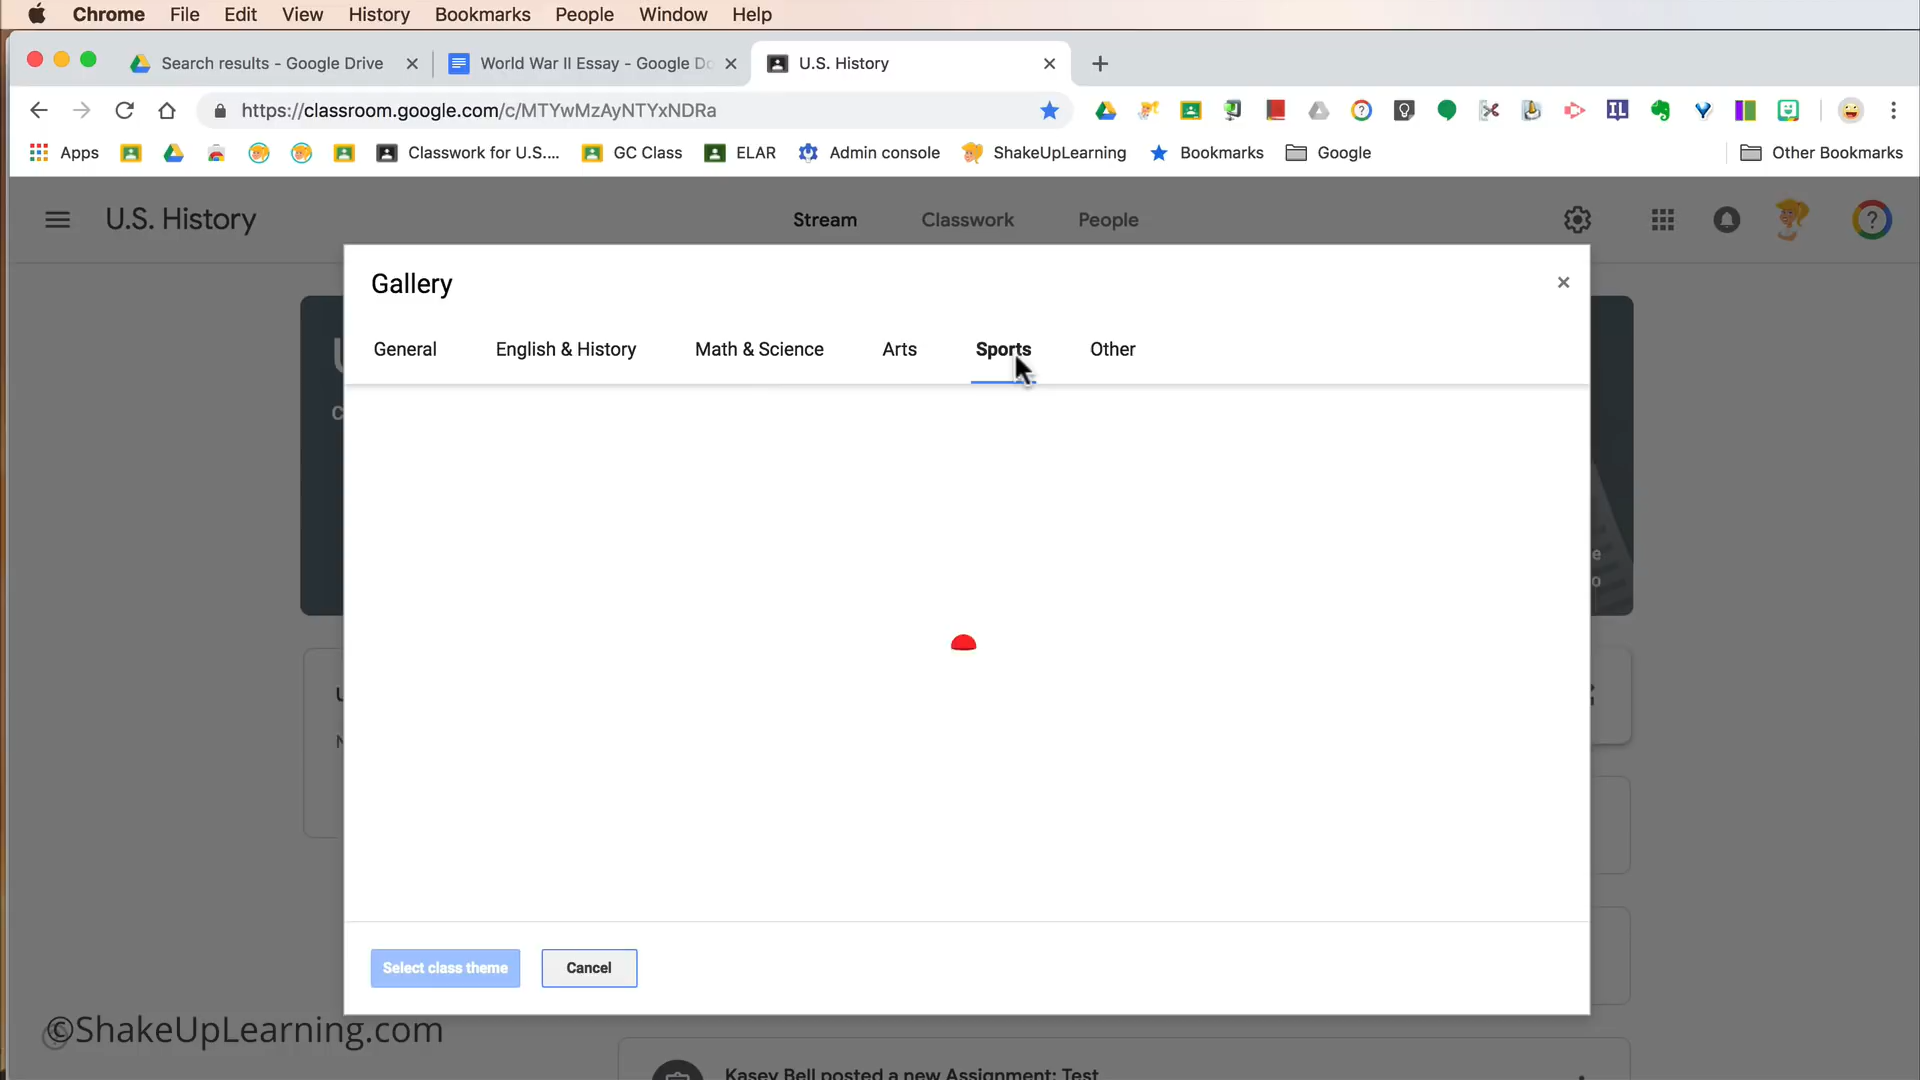 Chrome File Edit View History Bookmarks People Window Help
Search results - Google Drive World War II Essay - Google Do U.S. History
https://classroom.google.com/c/MTYwMzAyNTYxNDRa
Apps Classwork for U.S.... GC Class ELAR Admin console ShakeUpLearning Bookmarks Google Other Bookmarks
U.S. History Stream Classwork People
Gallery
General English & History Math & Science Arts Sports Other
Select class theme Cancel
©ShakeUpLearning.com
Kasey Bell posted a new Assignment: Test